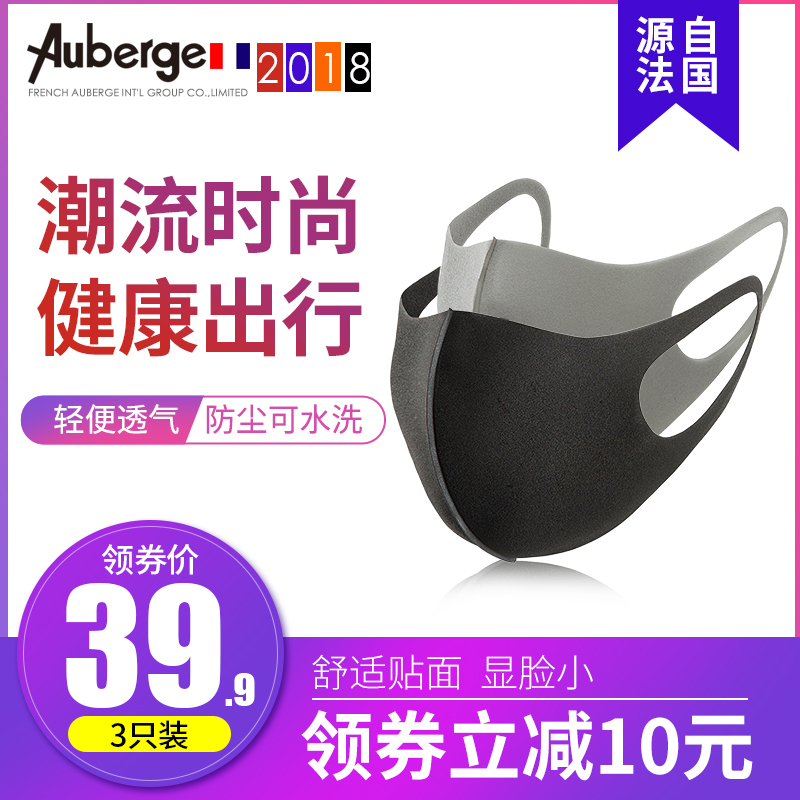 Auberge 2018
FRENCH AUBERGE INT'L GROUP CO.,LIMITED
源自
法国
潮流时尚
健康出行
轻便透气 防尘可水洗
领券价
39.9
3只装
舒适贴面 显脸小
领券立减10元